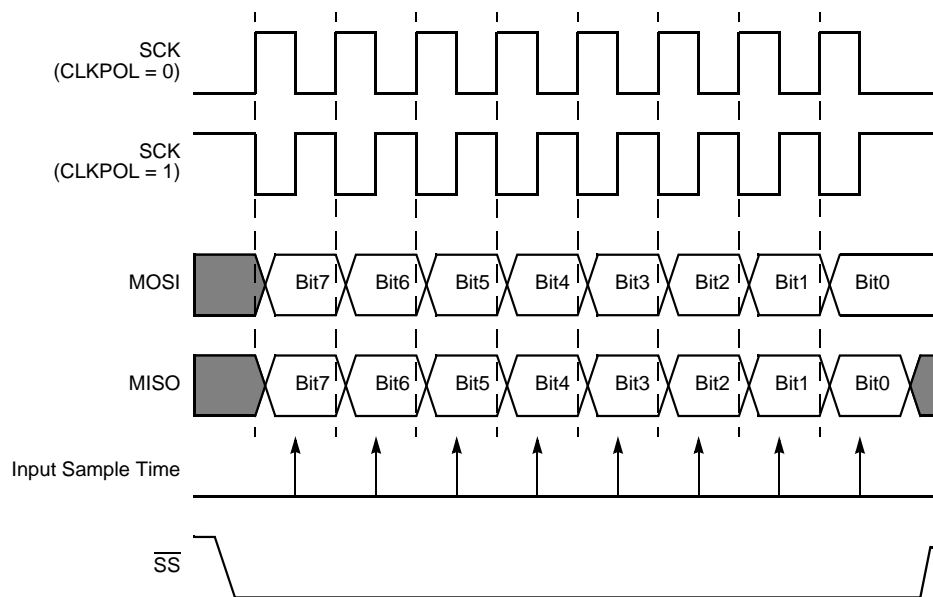 SCK
(CLKPOL = 0)
SCK
(CLKPOL = 1)
MOSI
Bit7 Bit6 Bit5 Bit4 Bit3 Bit2 Bit1 Bit0
MISO
Bit7 Bit6 Bit5 Bit4 Bit3 Bit2 Bit1 Bit0
Input Sample Time
SS